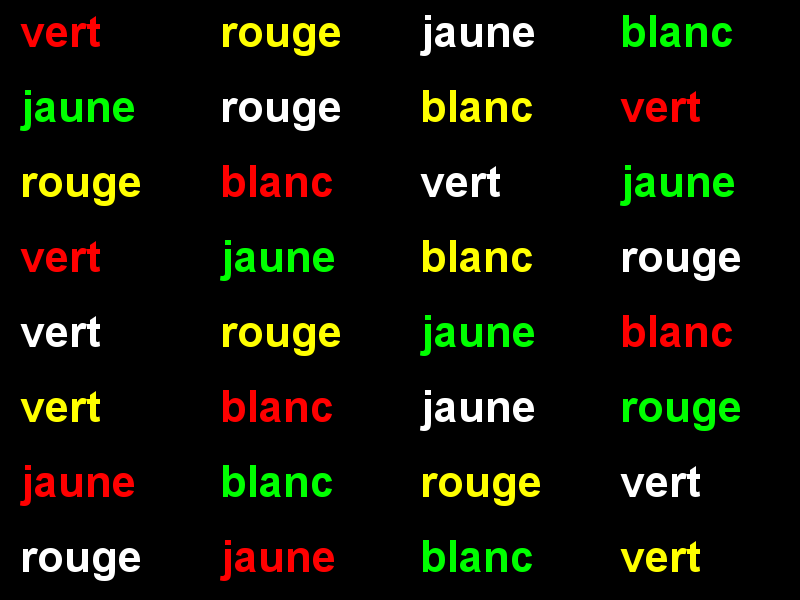 vert rouge jaune blanc
jaune rouge blanc vert
rouge blanc vert jaune
vert jaune blanc rouge
vert rouge jaune blanc
vert blanc jaune rouge
jaune blanc rouge vert
rouge jaune blanc vert